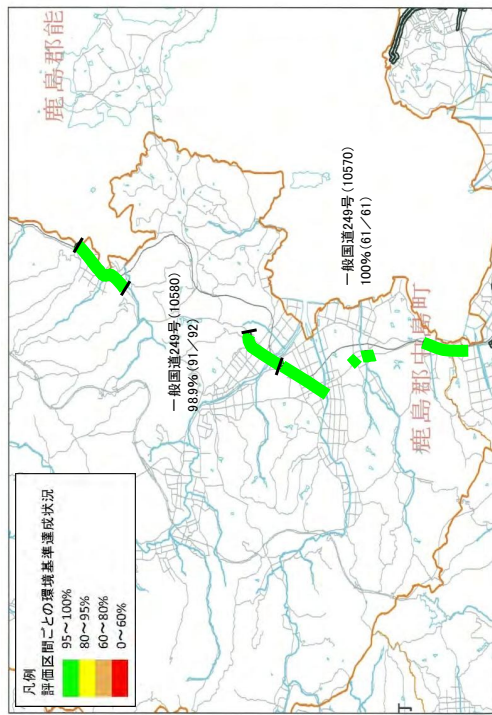 凡例
評価区間ごとの環境基準達成状況
95～100%
80～95%
60～80%
0～60%
鹿島郡能
一般国道249号(10580)
98.9%(91／92)
一般国道249号(10570)
100%(61／61)
鹿島郡中島町